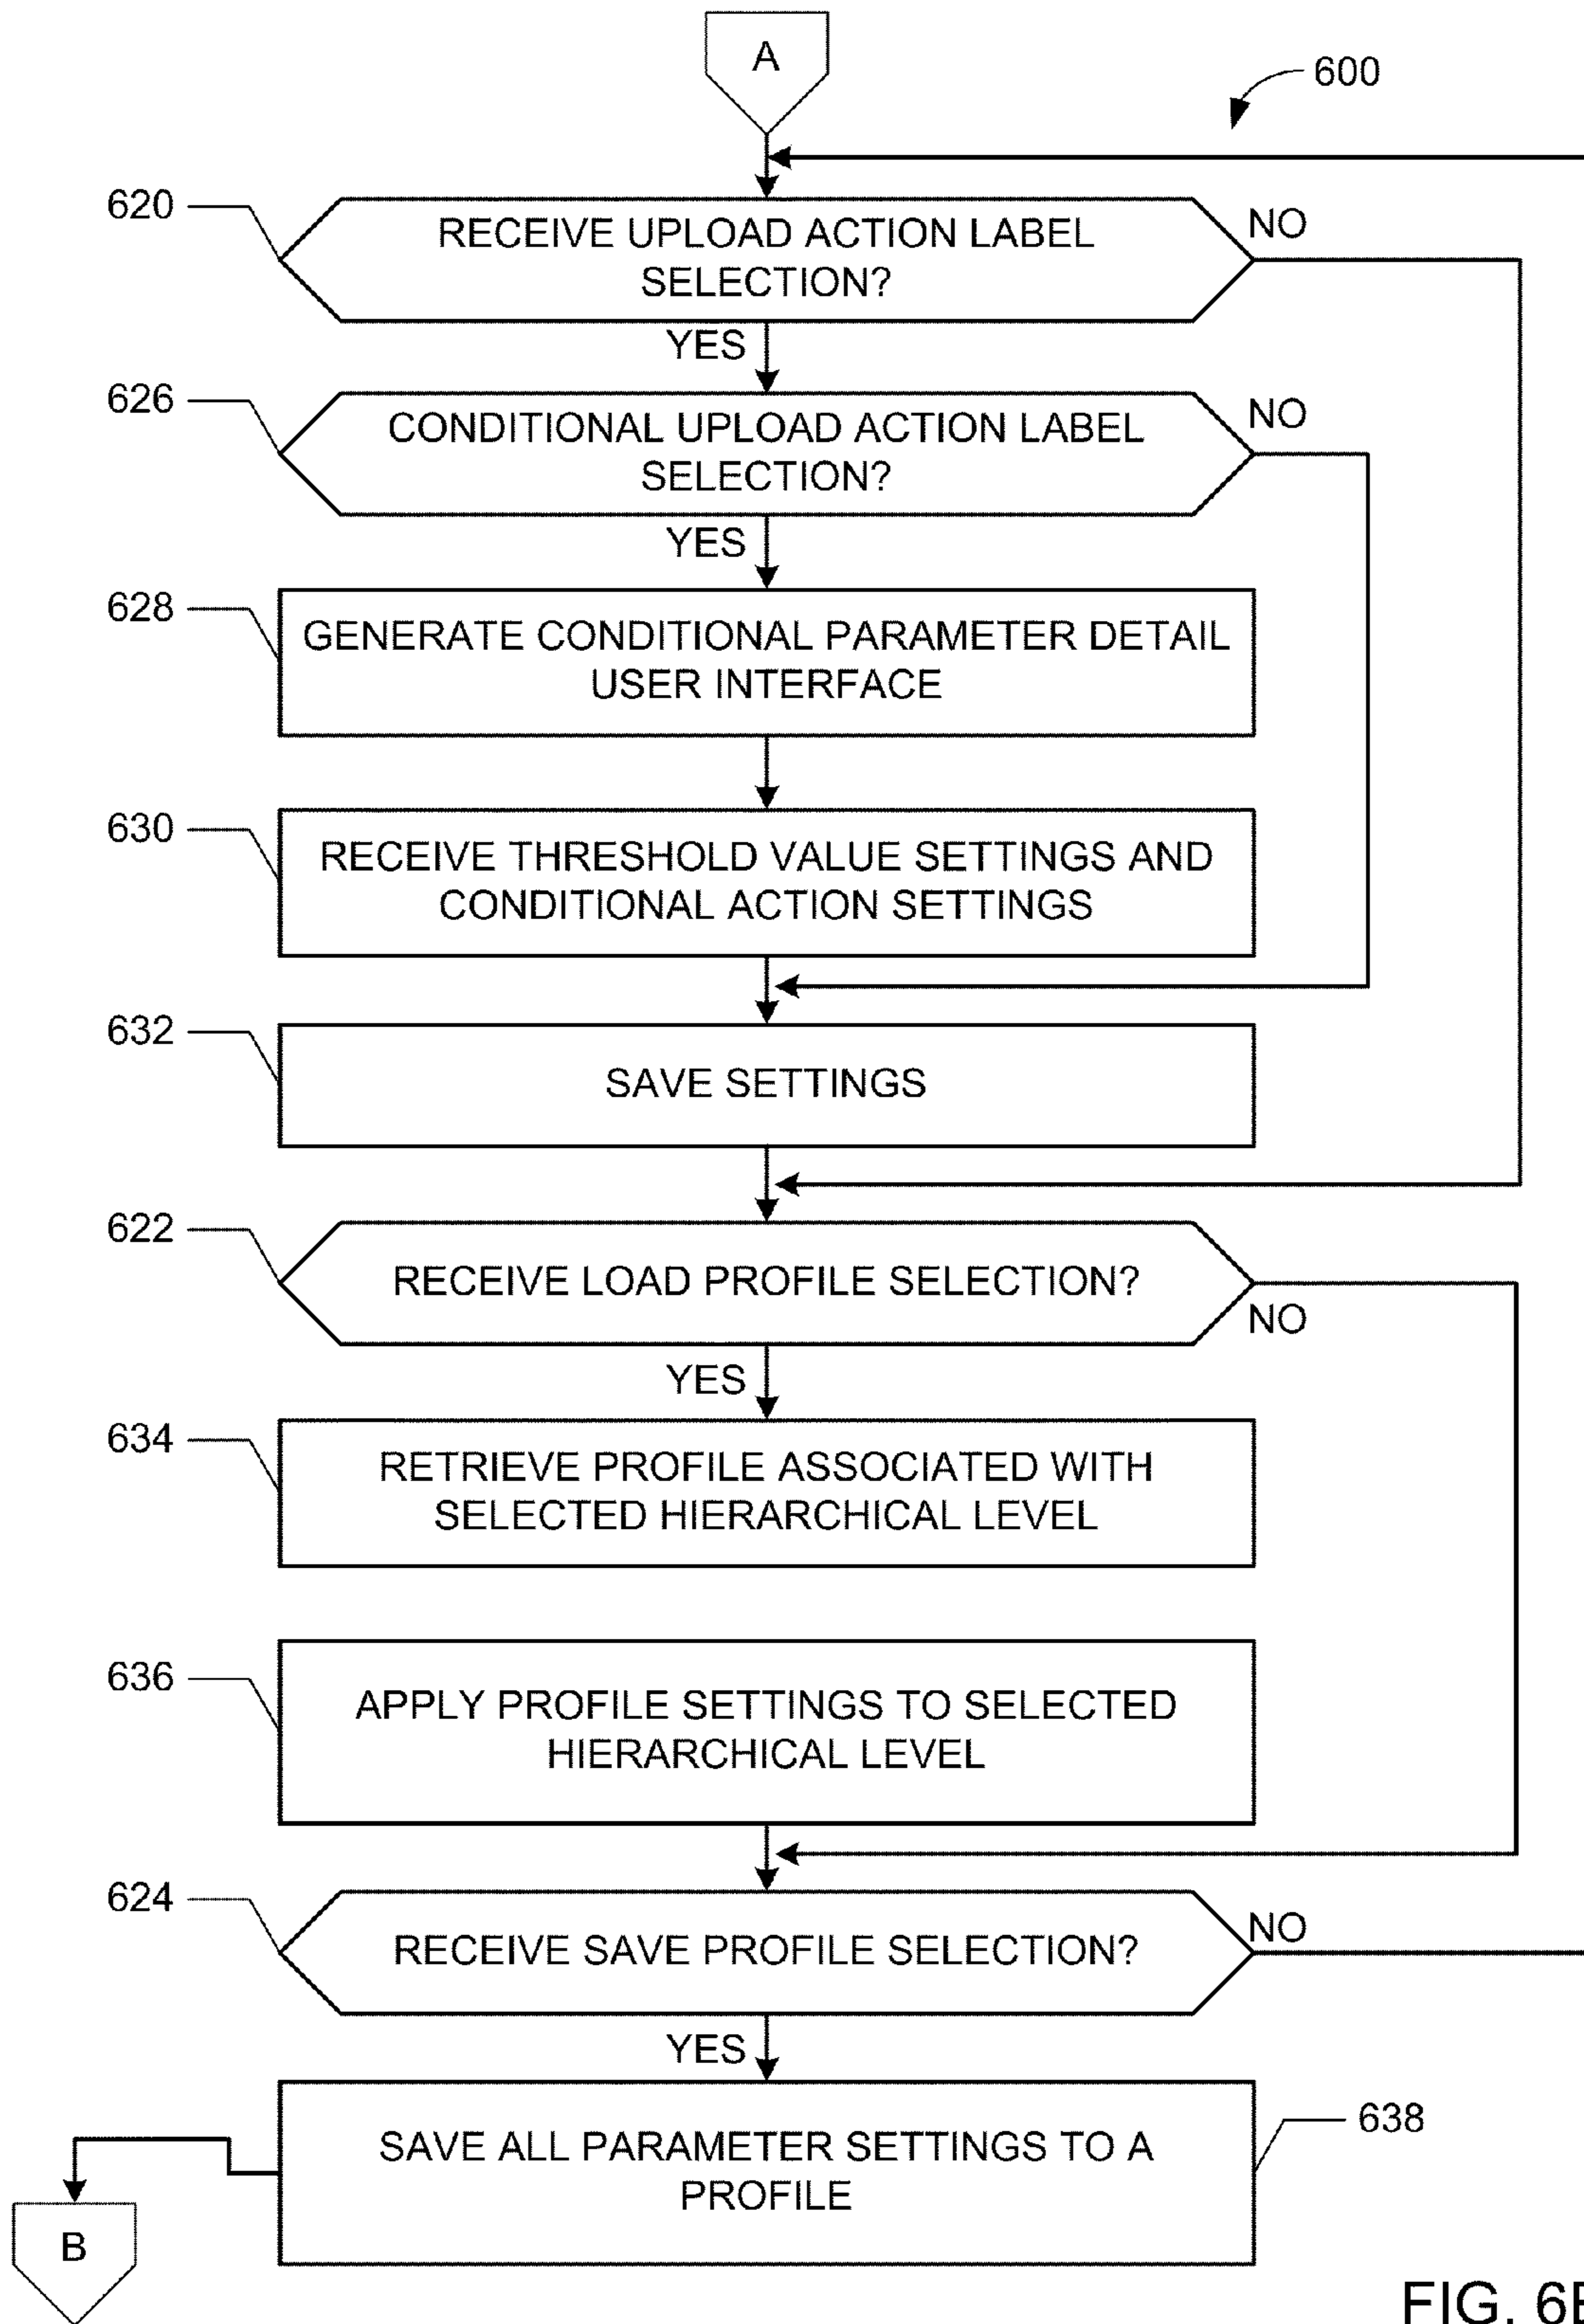 A
600
620
RECEIVE UPLOAD ACTION LABEL
SELECTION?
NO
YES
626
CONDITIONAL UPLOAD ACTION LABEL
SELECTION?
NO
YES
628
GENERATE CONDITIONAL PARAMETER DETAIL
USER INTERFACE
630
RECEIVE THRESHOLD VALUE SETTINGS AND
CONDITIONAL ACTION SETTINGS
632
SAVE SETTINGS
622
RECEIVE LOAD PROFILE SELECTION?
NO
YES
634
RETRIEVE PROFILE ASSOCIATED WITH
SELECTED HIERARCHICAL LEVEL
636
APPLY PROFILE SETTINGS TO SELECTED
HIERARCHICAL LEVEL
624
RECEIVE SAVE PROFILE SELECTION?
NO
YES
638
SAVE ALL PARAMETER SETTINGS TO A
PROFILE
B
FIG.